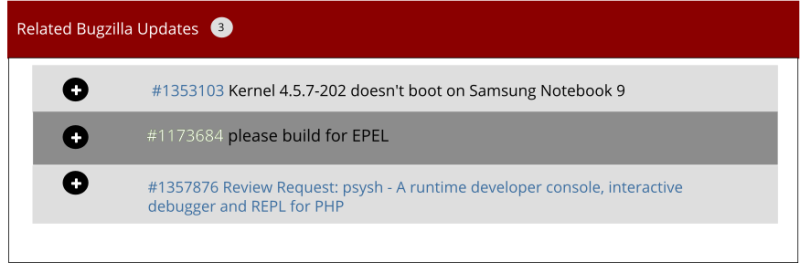 Related Bugzilla Updates 3
#1353103 Kernel 4.5.7-202 doesn't boot on Samsung Notebook 9
#1173684 please build for EPEL
#1357876 Review Request: psysh - A runtime developer console, interactive
debugger and REPL for PHP